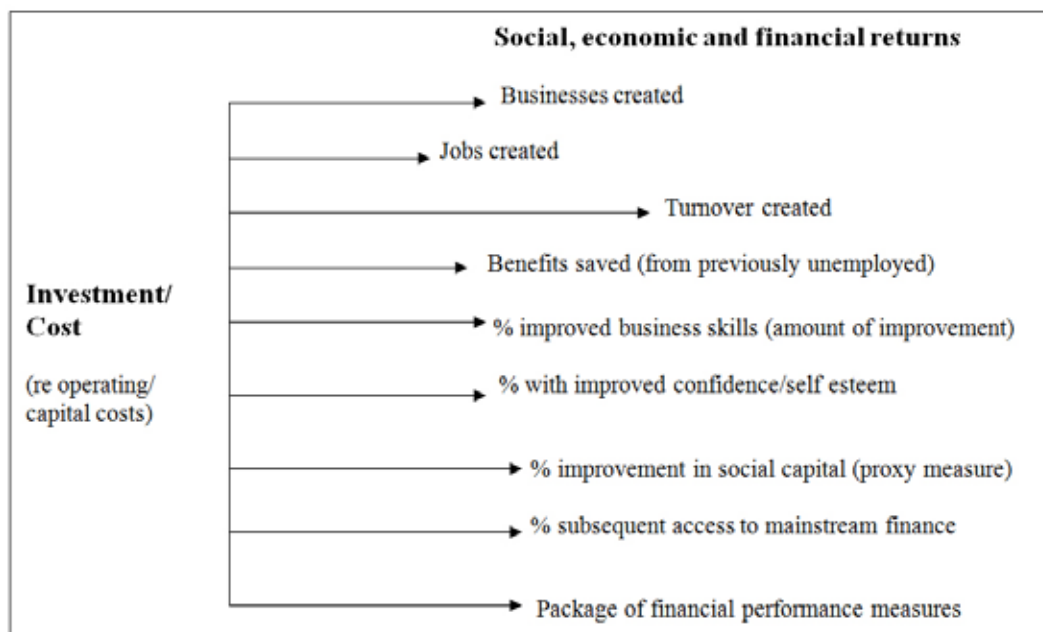 Social, economic and financial returns
Businesses created
Jobs created
Turnover created
Benefits saved (from previously unemployed)
Investment/
Cost
% improved business skills (amount of improvement)
(re operating/
capital costs)
% with improved confidence/self esteem
% improvement in social capital (proxy measure)
% subsequent access to mainstream finance
Package of financial performance measures